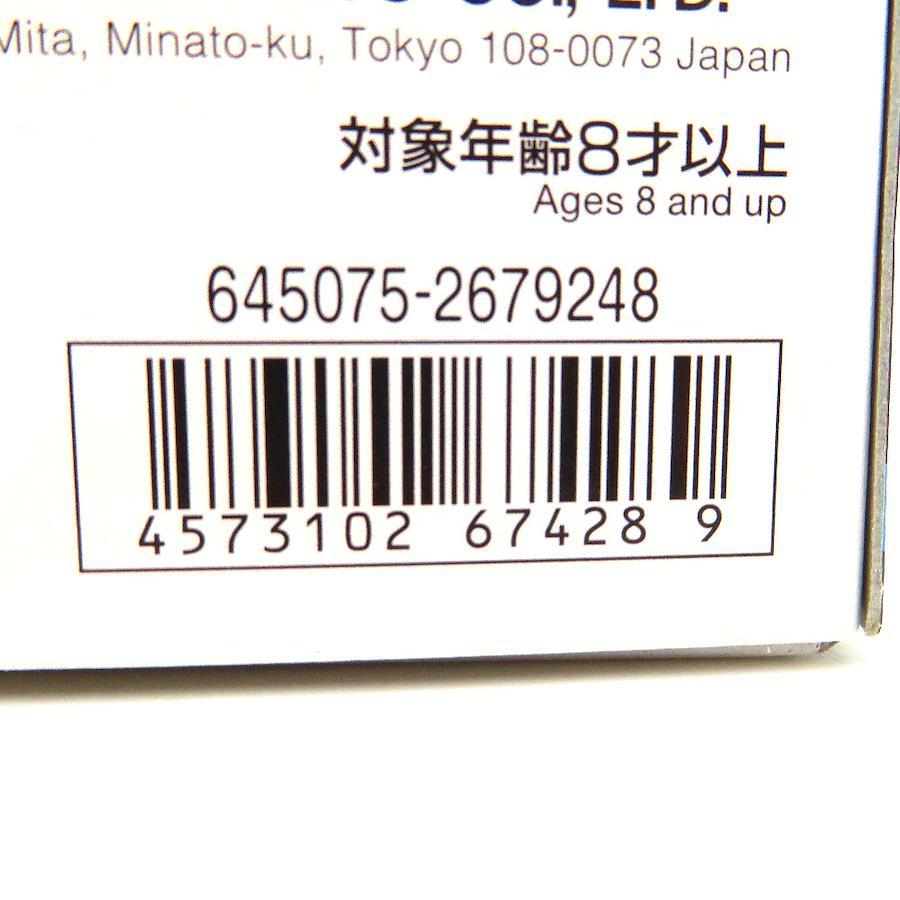 Mita, Minato-ku, Tokyo 108-0073 Japan
対象年齢8才以上
Ages 8 and up
645075-2679248
4573102 67428 9